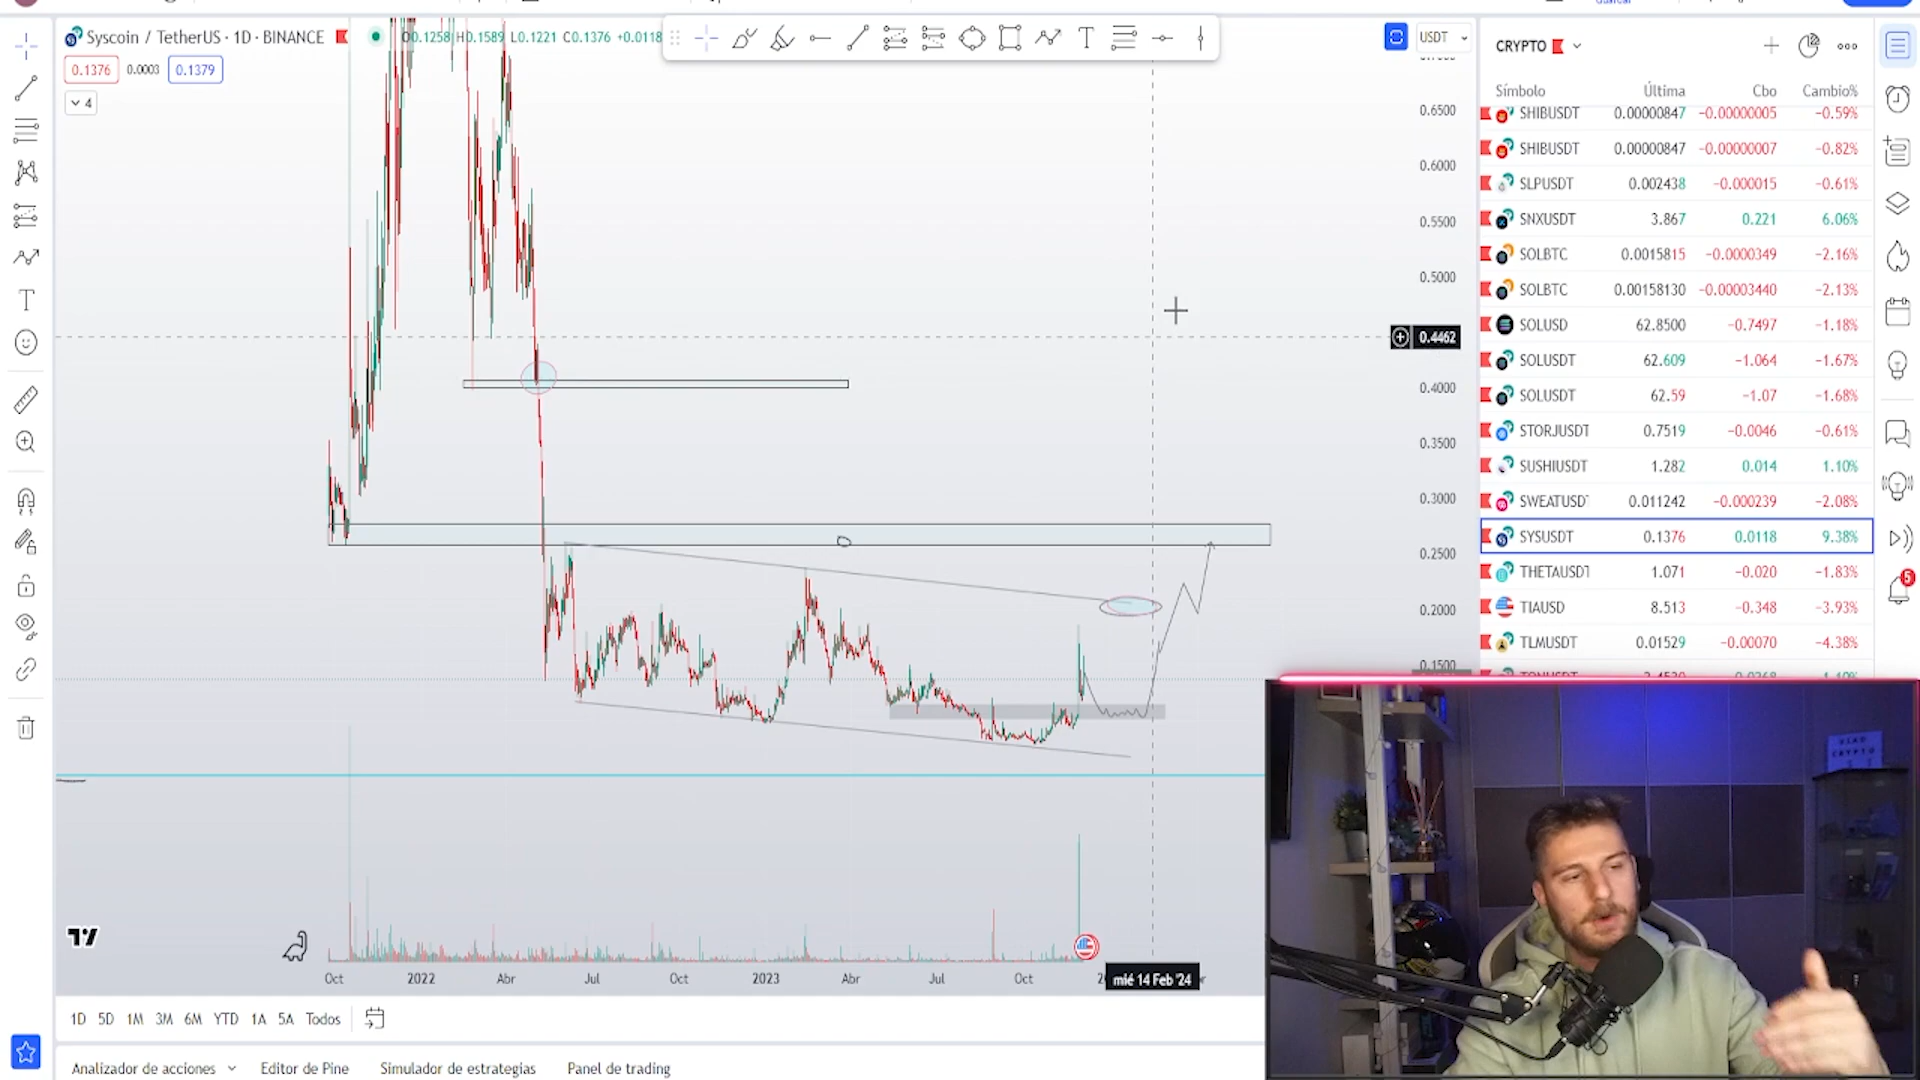 Syscoin / TetherUS · 1D · BINANCE
O0.1258 H0.1589 L0.1221 C0.1376 +0.0118
0.1376 0.0003 0.1379
4
USDT
0.6500
0.6000
0.5500
0.5000
0.4462
0.4000
0.3500
0.3000
0.2500
0.2000
0.1500
Oct 2022 Abr Jul Oct 2023 Abr Jul Oct mié 14 Feb '24
1D 5D 1M 3M 6M YTD 1A 5A Todos
Analizador de acciones Editor de Pine Simulador de estrategias Panel de trading
CRYPTO
Símbolo Última Cbo Cambio%
SHIBUSDT 0.00000847 −0.00000005 −0.59%
SHIBUSDT 0.00000847 −0.00000007 −0.82%
SLPUSDT 0.002438 −0.000015 −0.61%
SNXUSDT 3.867 0.221 6.06%
SOLBTC 0.0015815 −0.0000349 −2.16%
SOLBTC 0.00158130 −0.00003440 −2.13%
SOLUSD 62.8500 −0.7497 −1.18%
SOLUSDT 62.609 −1.064 −1.67%
SOLUSDT 62.59 −1.07 −1.68%
STORJUSDT 0.7519 −0.0046 −0.61%
SUSHIUSDT 1.282 0.014 1.10%
SWEATUSD 0.011242 −0.000239 −2.08%
SYSUSDT 0.1376 0.0118 9.38%
THETAUSDT 1.071 −0.020 −1.83%
TIAUSD 8.513 −0.348 −3.93%
TLMUSDT 0.01529 −0.00070 −4.38%
5
VLAD
CRYPTO